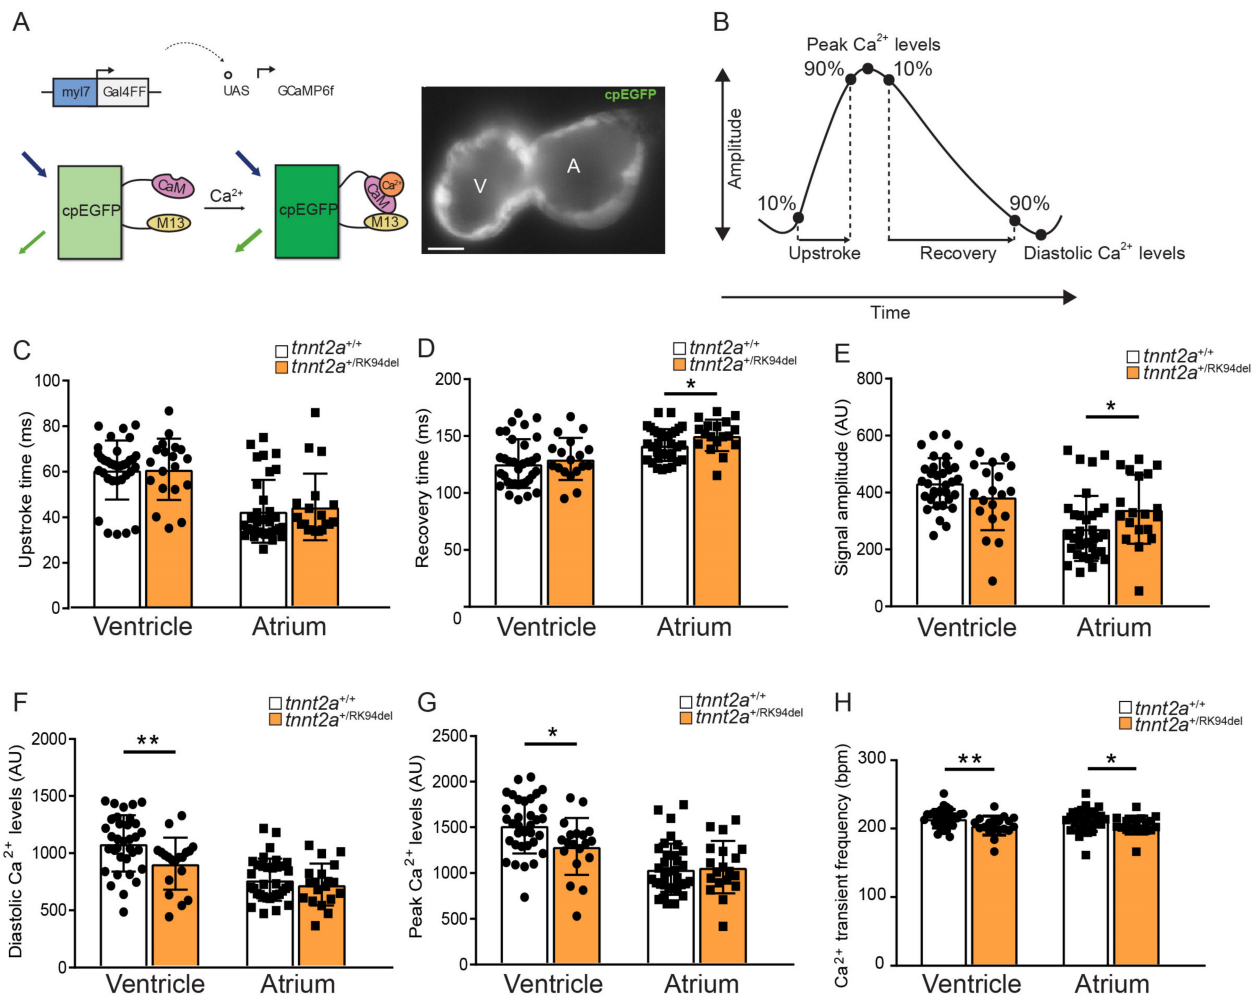 A
myl7
Gal4FF
UAS
GCaMP6f
cpEGFP
CaM
M13
Ca²⁺
cpEGFP
CaM
Ca²⁺
M13
cpEGFP
V
A
B
Peak Ca²⁺ levels
90%
10%
Amplitude
10%
90%
Upstroke
Recovery
Diastolic Ca²⁺ levels
Time
C
tnnt2a⁺/⁺
tnnt2a⁺/RK94del
Upstroke time (ms)
100
80
60
40
20
0
Ventricle
Atrium
D
tnnt2a⁺/⁺
tnnt2a⁺/RK94del
Recovery time (ms)
200
150
100
50
0
*
Ventricle
Atrium
E
tnnt2a⁺/⁺
tnnt2a⁺/RK94del
Signal amplitude (AU)
800
600
400
200
0
*
Ventricle
Atrium
F
tnnt2a⁺/⁺
tnnt2a⁺/RK94del
Diastolic Ca²⁺ levels (AU)
2000
1500
1000
500
0
**
Ventricle
Atrium
G
tnnt2a⁺/⁺
tnnt2a⁺/RK94del
Peak Ca²⁺ levels (AU)
2500
2000
1500
1000
500
0
*
Ventricle
Atrium
H
tnnt2a⁺/⁺
tnnt2a⁺/RK94del
Ca²⁺ transient frequency (bpm)
300
200
100
0
**
*
Ventricle
Atrium